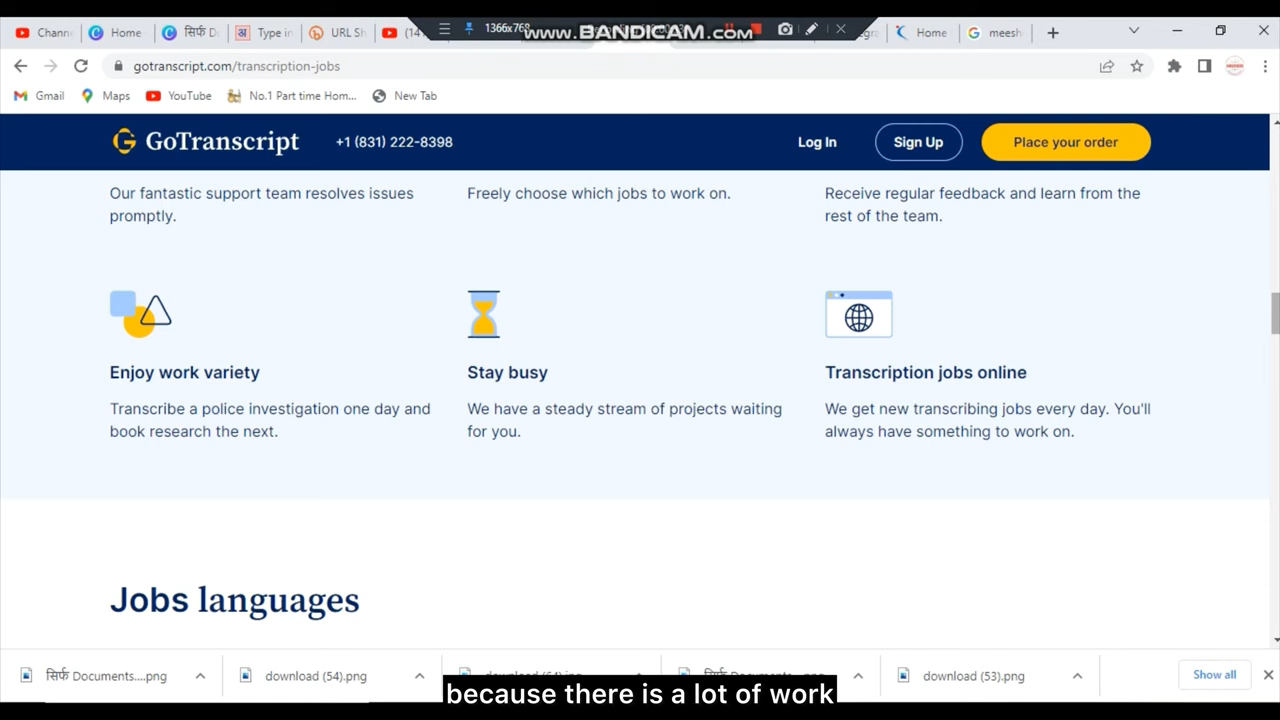 Chann
Home
सिर्फ D
Type in
URL Sh
(14
1366x768
www.BANDICAM.com
gra
Home
meesh
gotranscript.com/transcription-jobs
Gmail
Maps
YouTube
No.1 Part time Hom...
New Tab
GoTranscript
+1 (831) 222-8398
Log In
Sign Up
Place your order
Our fantastic support team resolves issues
promptly.
Freely choose which jobs to work on.
Receive regular feedback and learn from the
rest of the team.
Enjoy work variety
Transcribe a police investigation one day and
book research the next.
Stay busy
We have a steady stream of projects waiting
for you.
Transcription jobs online
We get new transcribing jobs every day. You'll
always have something to work on.
Jobs languages
सिर्फ Documents....png
download (54).png
download (53).png
Show all
because there is a lot of work